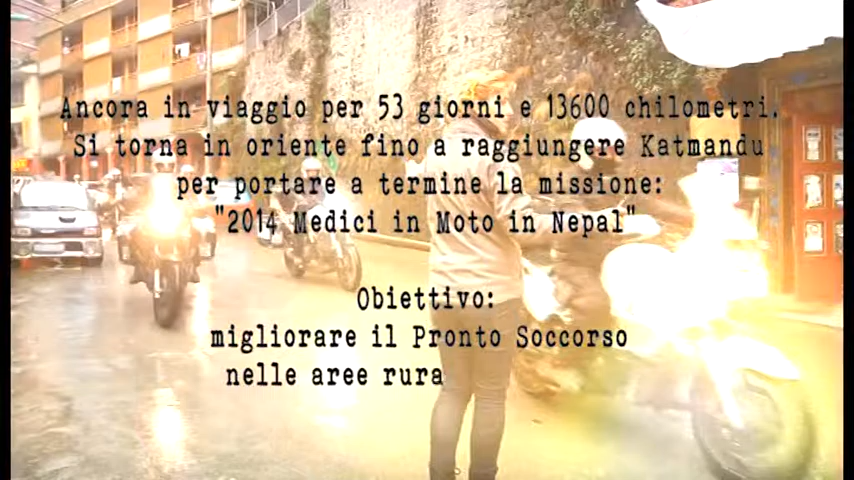 Ancora in viaggio per 53 giorni e 13600 chilometri.
Si torna in oriente fino a raggiungere Katmandu
per portare a termine la missione:
"2014 Medici in Moto in Nepal"
Obiettivo:
migliorare il Pronto Soccorso
nelle aree rura